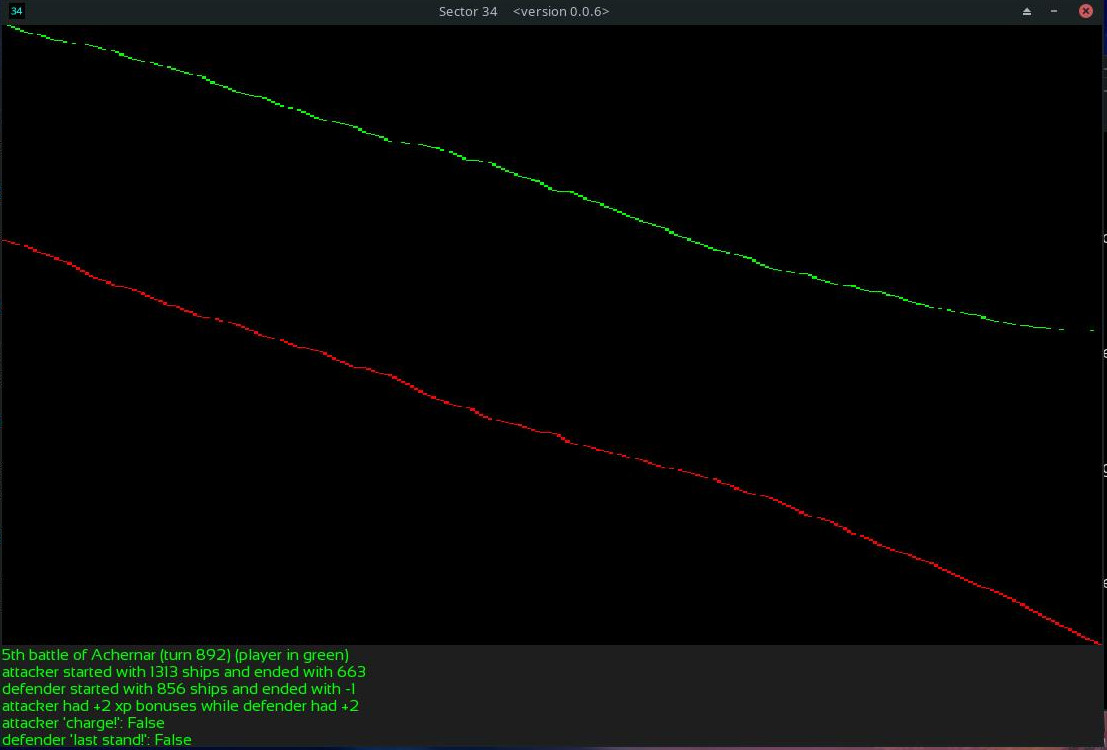 34 Sector 34 <version 0.0.6>
5th battle of Achernar (turn 892) (player in green)
attacker started with 1313 ships and ended with 663
defender started with 856 ships and ended with -1
attacker had +2 xp bonuses while defender had +2
attacker 'charge!': False
defender 'last stand!': False